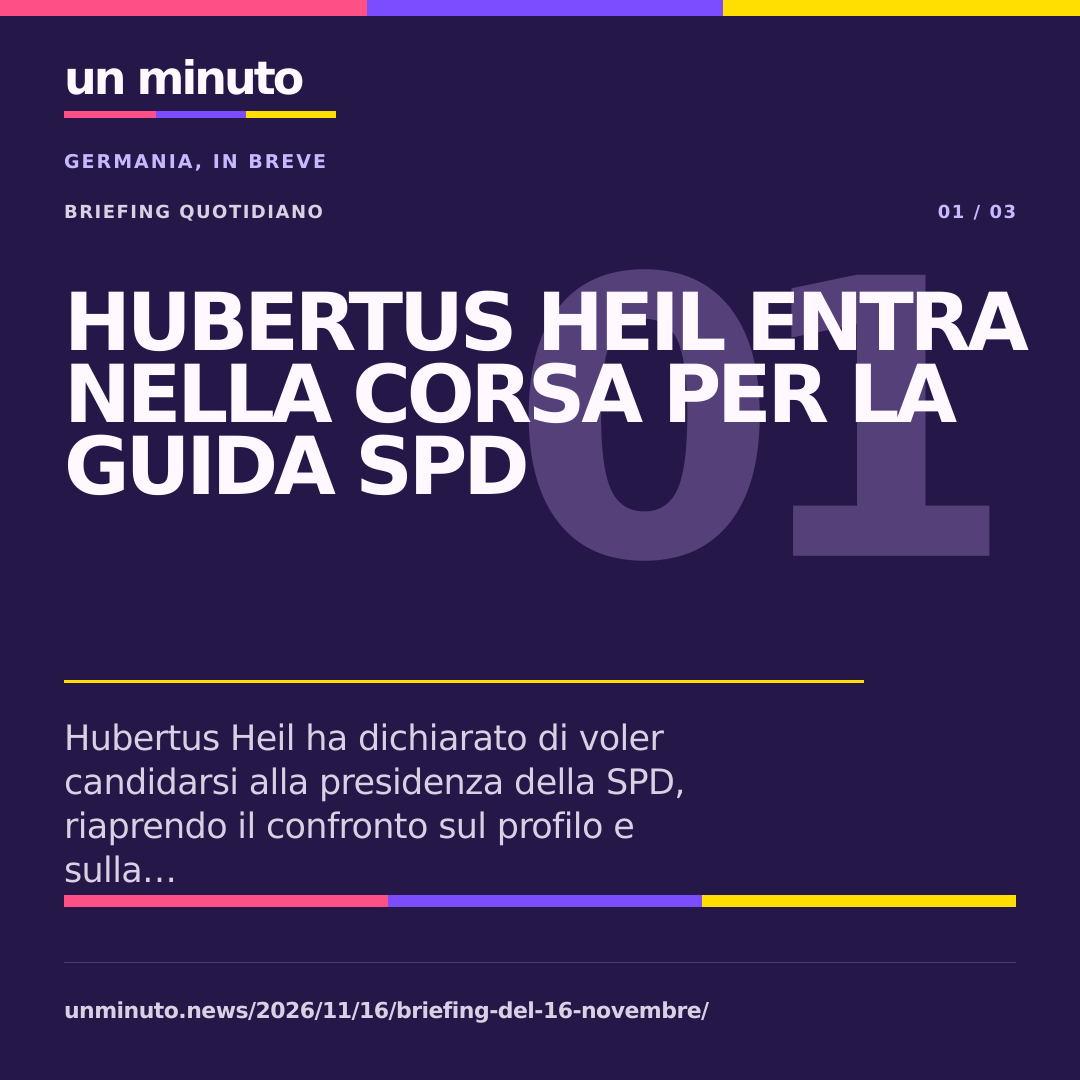 un minuto
GERMANIA, IN BREVE
BRIEFING QUOTIDIANO
01 / 03
01
HUBERTUS HEIL ENTRA
NELLA CORSA PER LA
GUIDA SPD
Hubertus Heil ha dichiarato di voler
candidarsi alla presidenza della SPD,
riaprendo il confronto sul profilo e
sulla…
unminuto.news/2026/11/16/briefing-del-16-novembre/